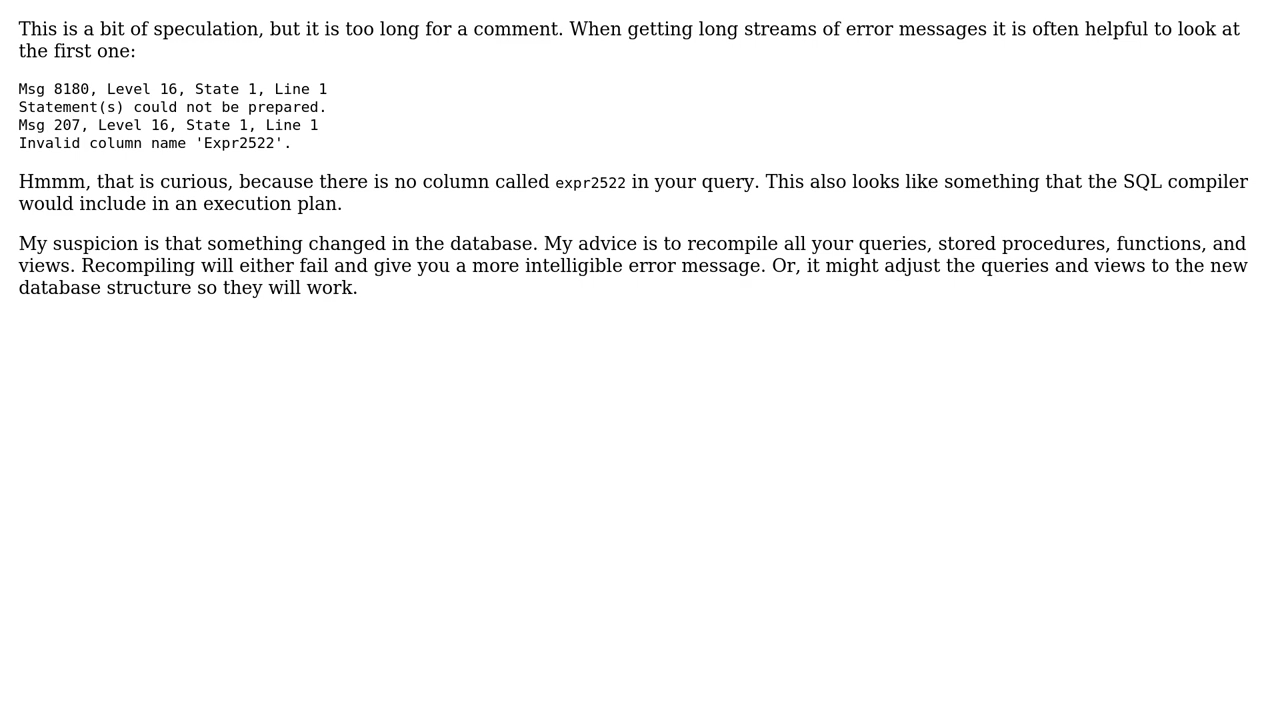 This is a bit of speculation, but it is too long for a comment. When getting long streams of error messages it is often helpful to look at
the first one:
Msg 8180, Level 16, State 1, Line 1
Statement(s) could not be prepared.
Msg 207, Level 16, State 1, Line 1
Invalid column name 'Expr2522'.
Hmmm, that is curious, because there is no column called expr2522 in your query. This also looks like something that the SQL compiler
would include in an execution plan.
My suspicion is that something changed in the database. My advice is to recompile all your queries, stored procedures, functions, and
views. Recompiling will either fail and give you a more intelligible error message. Or, it might adjust the queries and views to the new
database structure so they will work.